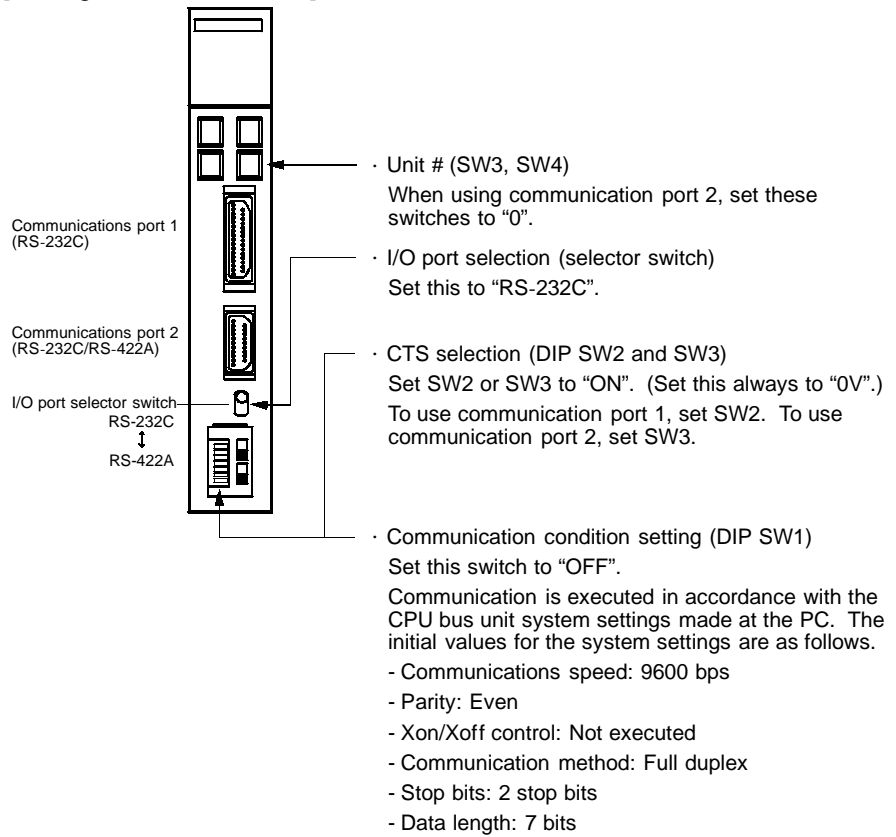 · Unit # (SW3, SW4)
When using communication port 2, set these
switches to “0”.
Communications port 1
(RS-232C)
· I/O port selection (selector switch)
Set this to “RS-232C”.
Communications port 2
(RS-232C/RS-422A)
· CTS selection (DIP SW2 and SW3)
Set SW2 or SW3 to “ON”. (Set this always to “0V”.)
To use communication port 1, set SW2. To use
communication port 2, set SW3.
I/O port selector switch
RS-232C
RS-422A
· Communication condition setting (DIP SW1)
Set this switch to “OFF”.
Communication is executed in accordance with the
CPU bus unit system settings made at the PC. The
initial values for the system settings are as follows.
- Communications speed: 9600 bps
- Parity: Even
- Xon/Xoff control: Not executed
- Communication method: Full duplex
- Stop bits: 2 stop bits
- Data length: 7 bits